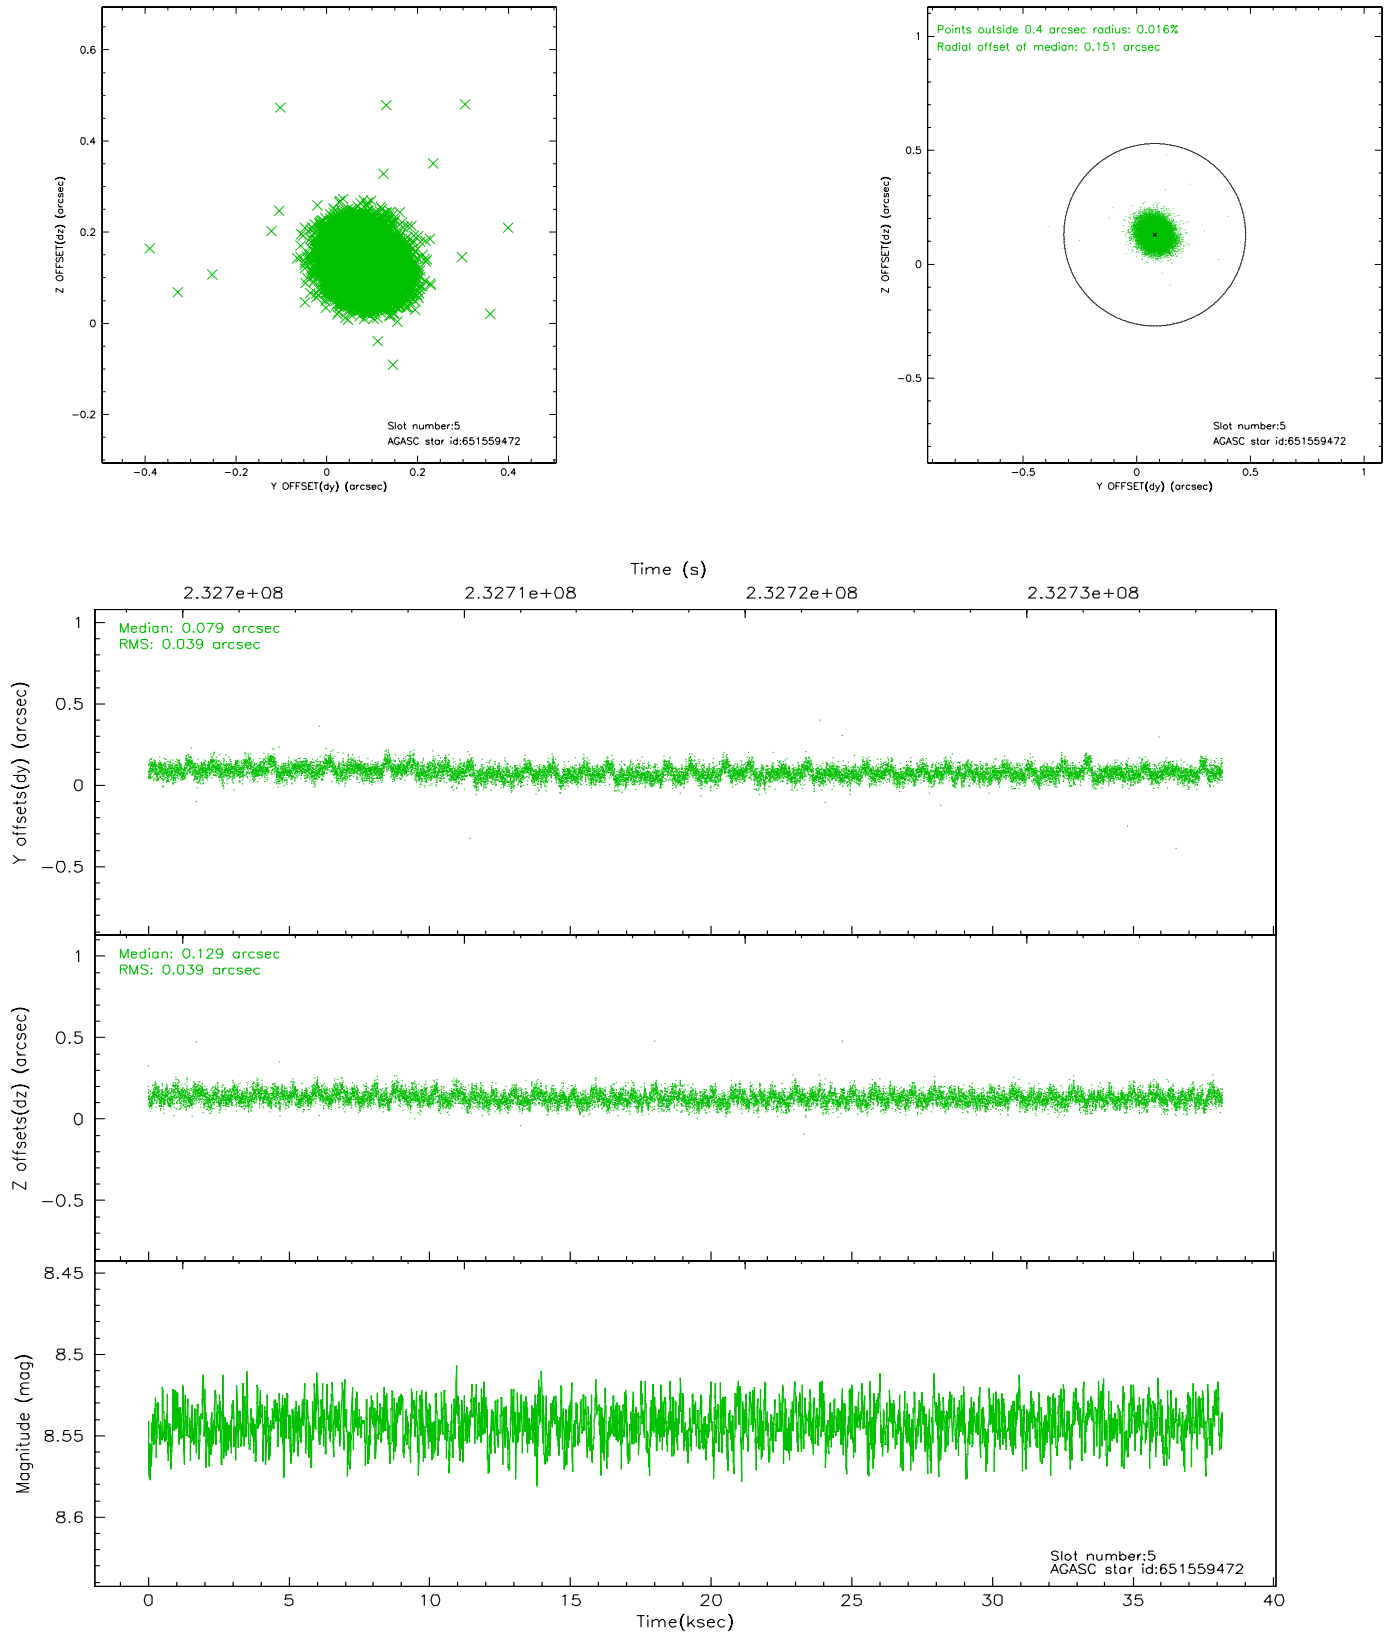 0.6
0.4
0.2
0
−0.2
Z OFFSET(dz) (arcsec)
Slot number:5
AGASC star id:651559472
−0.4
−0.2
0
0.2
0.4
Y OFFSET(dy) (arcsec)
Points outside 0.4 arcsec radius: 0.016%
Radial offset of median: 0.151 arcsec
1
0.5
0
−0.5
Z OFFSET(dz) (arcsec)
Slot number:5
AGASC star id:651559472
−0.5
0
0.5
1
Y OFFSET(dy) (arcsec)
Time (s)
2.327e+08
2.3271e+08
2.3272e+08
2.3273e+08
Median: 0.079 arcsec
RMS: 0.039 arcsec
1
0.5
0
−0.5
Y offsets(dy) (arcsec)
Median: 0.129 arcsec
RMS: 0.039 arcsec
1
0.5
0
−0.5
Z offsets(dz) (arcsec)
8.45
8.5
8.55
8.6
Magnitude (mag)
Slot number:5
AGASC star id:651559472
0
5
10
15
20
25
30
35
40
Time(ksec)